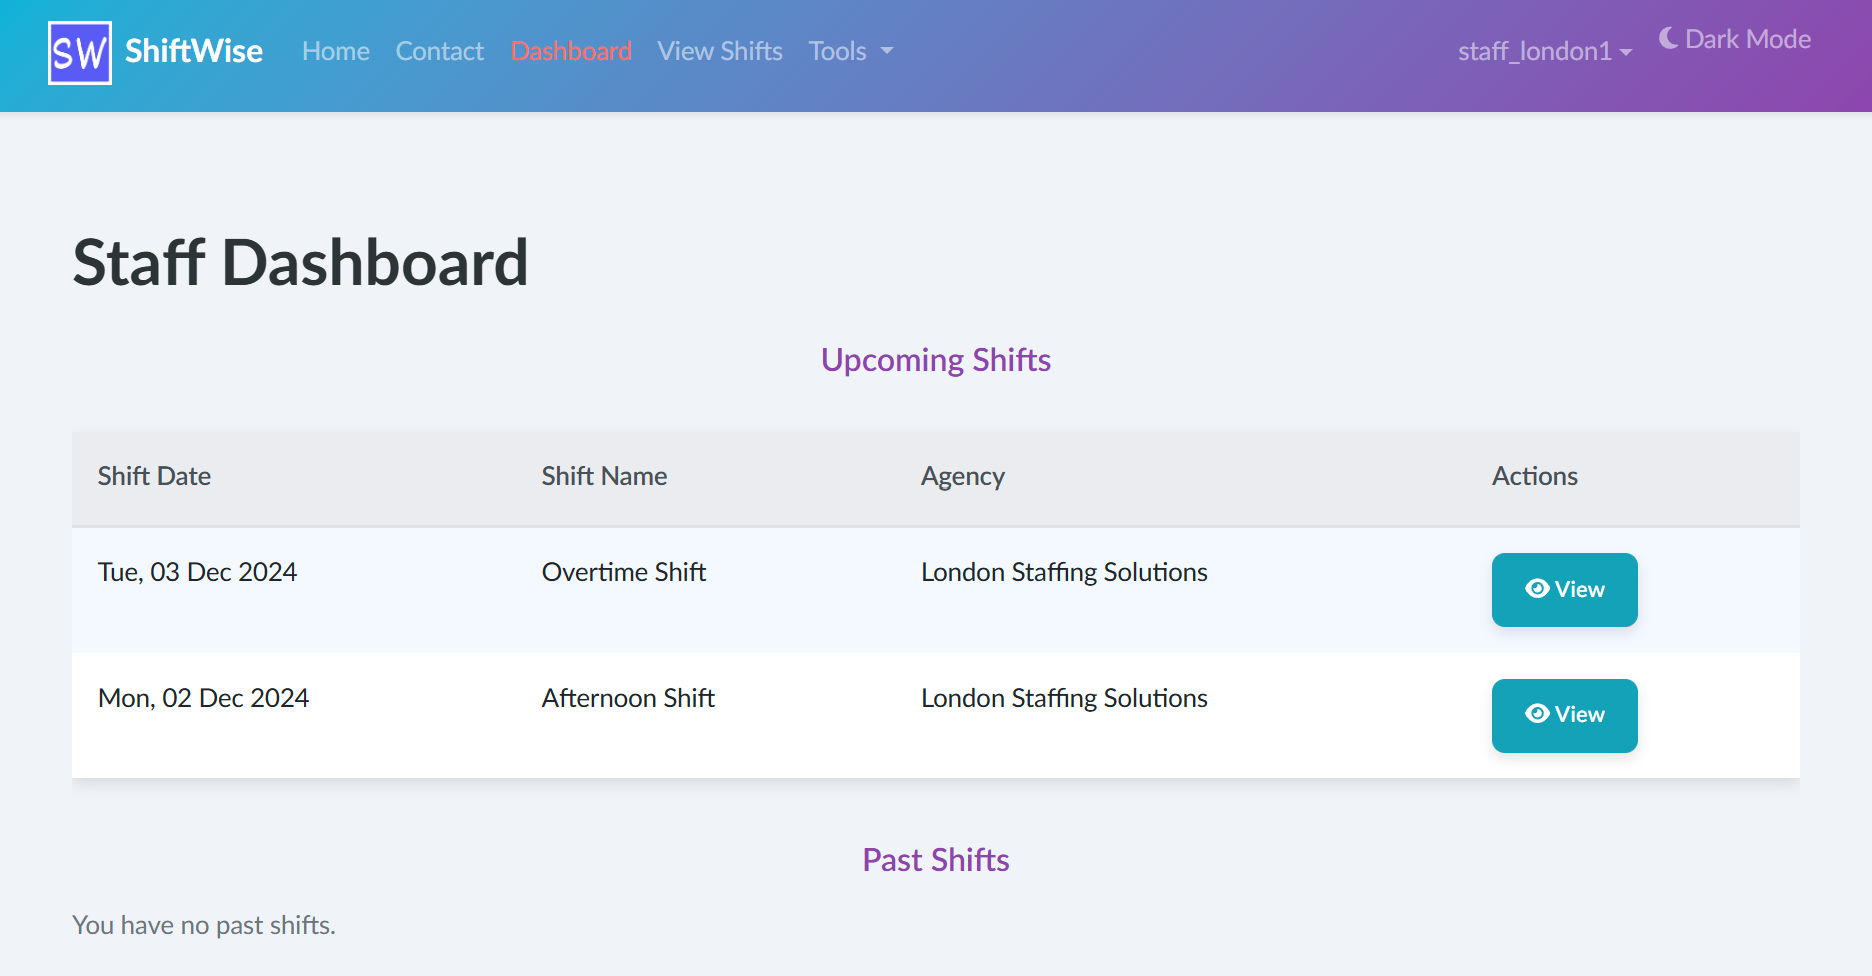 SW ShiftWise Home Contact Dashboard View Shifts Tools staff_london1 Dark Mode
Staff Dashboard
Upcoming Shifts
Shift Date Shift Name Agency Actions
Tue, 03 Dec 2024 Overtime Shift London Staffing Solutions View
Mon, 02 Dec 2024 Afternoon Shift London Staffing Solutions View
Past Shifts
You have no past shifts.